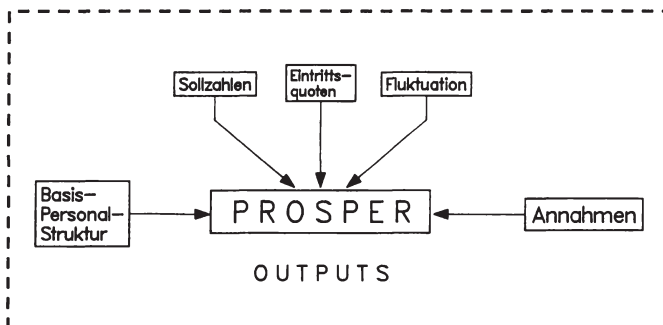 Sollzahlen
Eintritts-
quoten
Fluktuation
Basis-
Personal-
Struktur
PROSPER
Annahmen
OUTPUTS